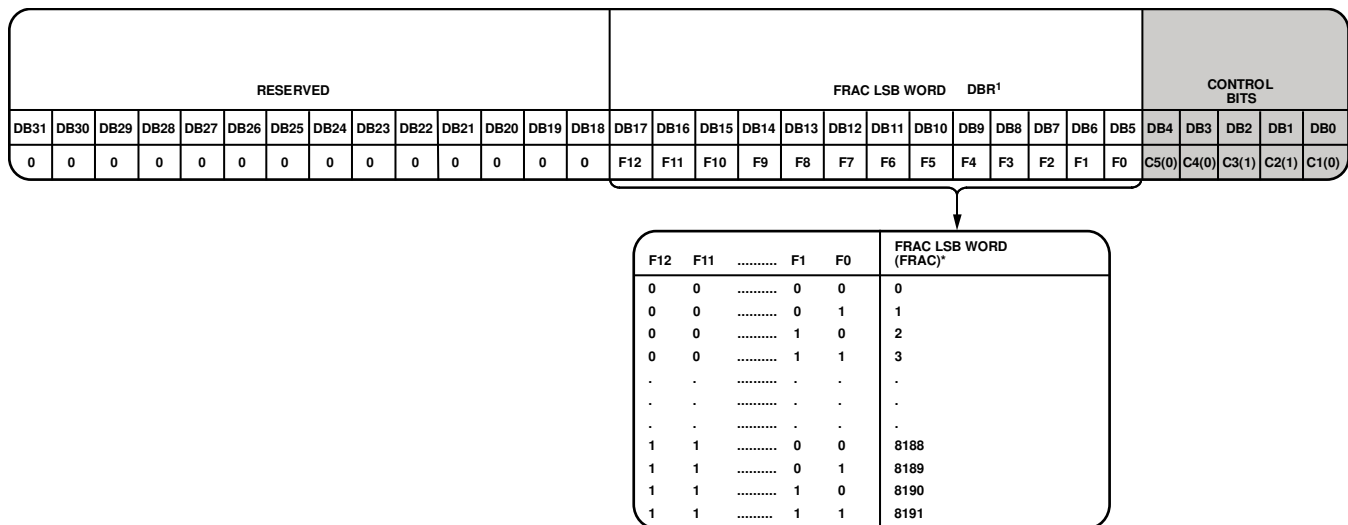 RESERVED
FRAC LSB WORD DBR1
CONTROL
BITS
DB31 DB30 DB29 DB28 DB27 DB26 DB25 DB24 DB23 DB22 DB21 DB20 DB19 DB18 DB17 DB16 DB15 DB14 DB13 DB12 DB11 DB10 DB9 DB8 DB7 DB6 DB5 DB4 DB3 DB2 DB1 DB0
0 0 0 0 0 0 0 0 0 0 0 0 0 0 F12 F11 F10 F9 F8 F7 F6 F5 F4 F3 F2 F1 F0 C5(0) C4(0) C3(1) C2(1) C1(0)
F12 F11 .......... F1 F0 FRAC LSB WORD
(FRAC)*
0 0 .......... 0 0 0
0 0 .......... 0 1 1
0 0 .......... 1 0 2
0 0 .......... 1 1 3
. . .......... . . .
. . .......... . . .
. . .......... . . .
1 1 .......... 0 0 8188
1 1 .......... 0 1 8189
1 1 .......... 1 0 8190
1 1 ......... 1 1 8191